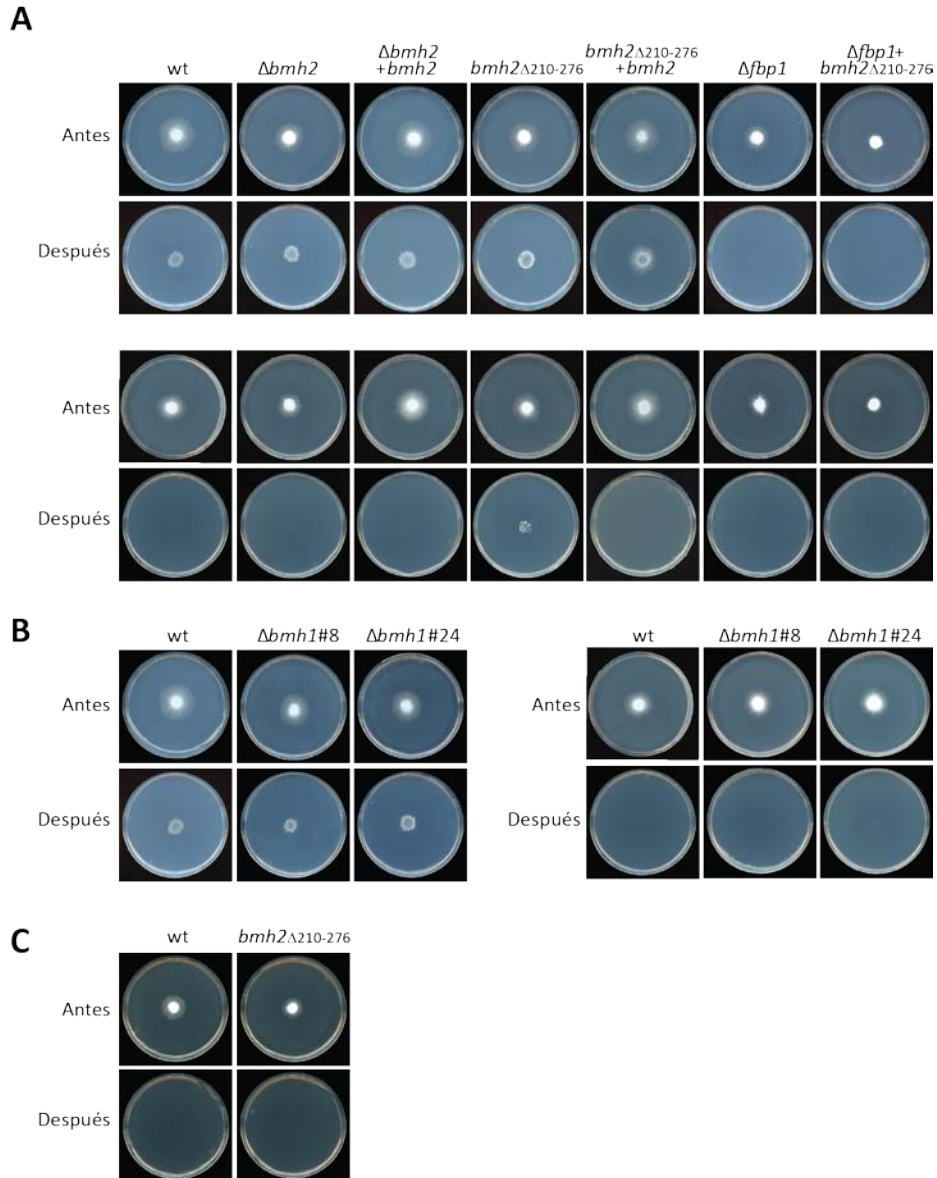 A
wt
Δbmh2
Δbmh2
+bmh2
bmh2Δ210-276
bmh2Δ210-276
+bmh2
Δfbp1
Δfbp1+
bmh2Δ210-276
Antes
Después
Antes
Después
B
wt
Δbmh1#8
Δbmh1#24
wt
Δbmh1#8
Δbmh1#24
Antes
Antes
Después
Después
C
wt
bmh2Δ210-276
Antes
Después